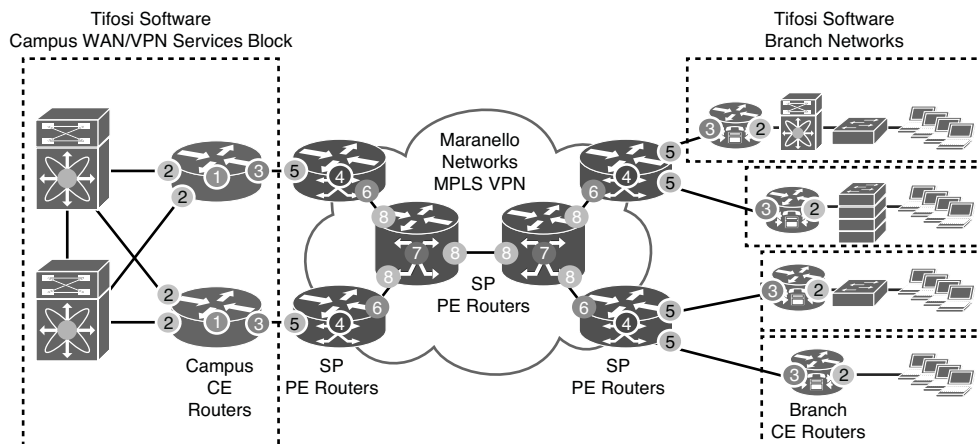 Tifosi Software
Campus WAN/VPN Services Block
Tifosi Software
Branch Networks
Maranello
Networks
MPLS VPN
3 2
5
2 1 3 5 4 4
5
6 6
2
8 8
3 2
7 8 8 7
8 8
SP
PE Routers
2
3 2
6 6
5
2 1 3 5 4 4
5
3 2
Campus
CE
Routers
SP
PE Routers
SP
PE Routers
Branch
CE Routers